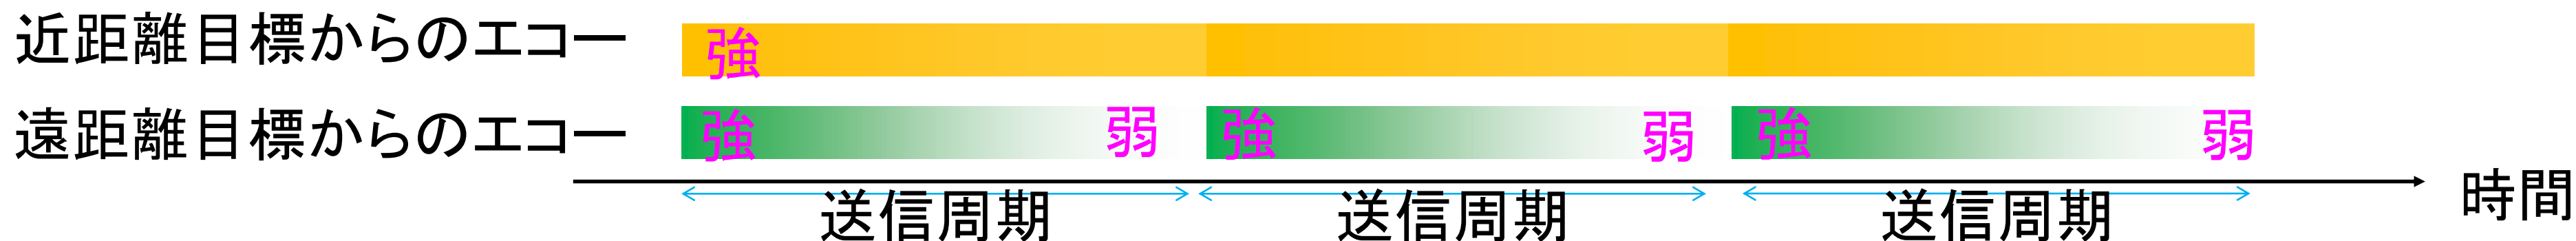 近距離目標からのエコー 強
遠距離目標からのエコー 強 弱 強 弱 強 弱
送信周期 送信周期 送信周期 時間